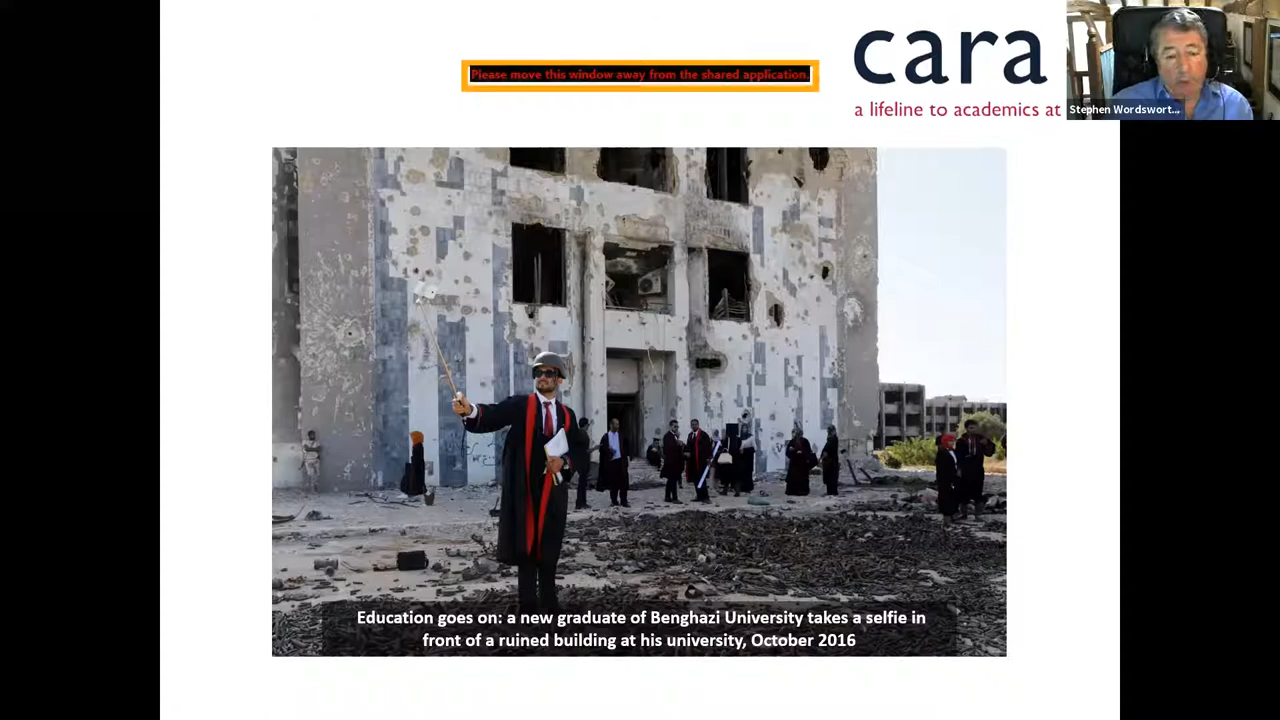 Please move this window away from the shared application.
cara
a lifeline to academics at
Stephen Wordswort...
Education goes on: a new graduate of Benghazi University takes a selfie in
front of a ruined building at his university, October 2016